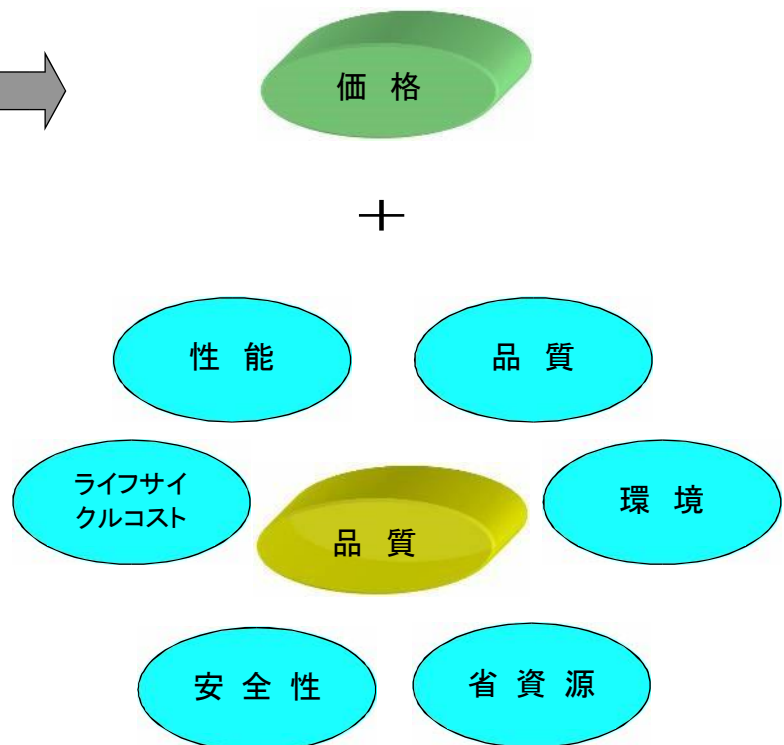 価 格
+
性 能
品 質
ライフサイ
クルコスト
品 質
環 境
安 全 性
省 資 源